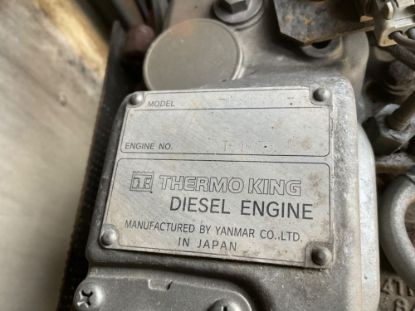 MODEL
ENGINE NO.
THERMO KING
DIESEL ENGINE
MANUFACTURED BY YANMAR CO.,LTD.
IN JAPAN